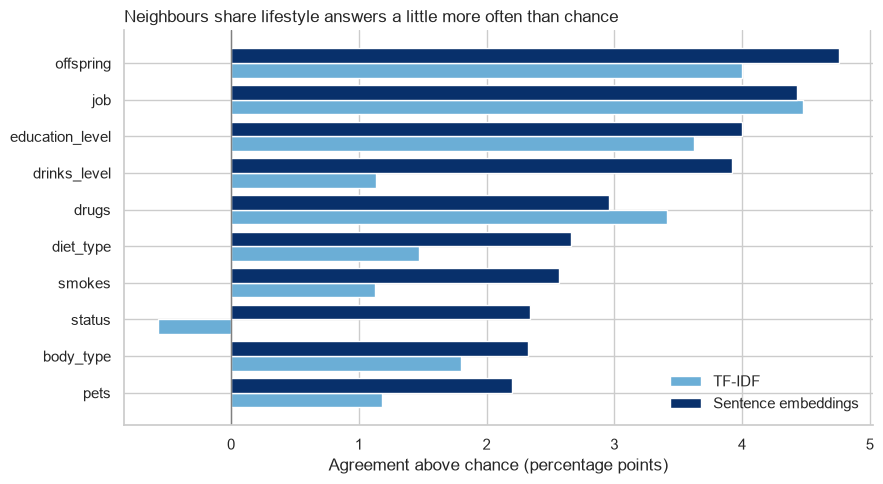 Neighbours share lifestyle answers a little more often than chance
offspring
job
education_level
drinks_level
drugs
diet_type
smokes
status
body_type
pets
TF-IDF
Sentence embeddings
0 1 2 3 4 5
Agreement above chance (percentage points)